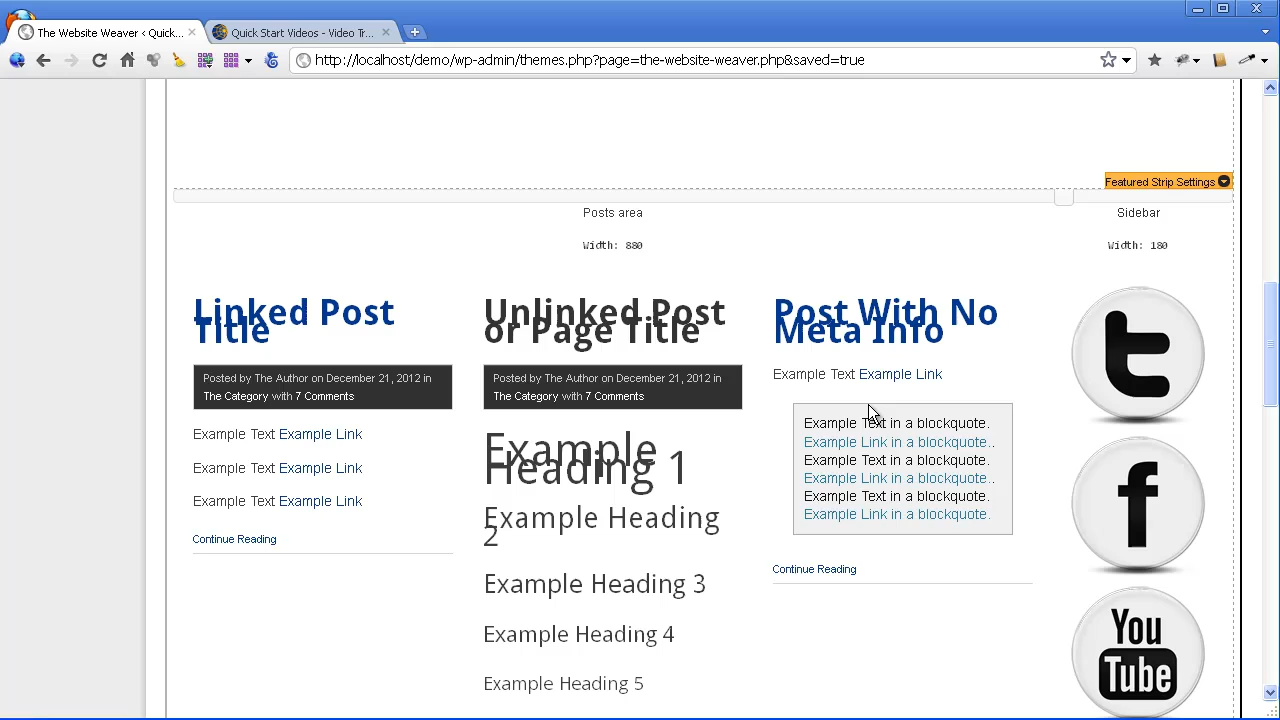 The Website Weaver ‹ Quick...
Quick Start Videos - Video Tr...
http://localhost/demo/wp-admin/themes.php?page=the-website-weaver.php&saved=true
Featured Strip Settings
Posts area
Sidebar
Width: 880
Width: 180
Linked Post
Title
Posted by The Author on December 21, 2012 in
The Category with 7 Comments
Example Text Example Link
Example Text Example Link
Example Text Example Link
Continue Reading
Unlinked Post
or Page Title
Posted by The Author on December 21, 2012 in
The Category with 7 Comments
Example
Heading 1
Example Heading
2
Example Heading 3
Example Heading 4
Example Heading 5
Post With No
Meta Info
Example Text Example Link
Example Text in a blockquote.
Example Link in a blockquote..
Example Text in a blockquote.
Example Link in a blockquote..
Example Text in a blockquote.
Example Link in a blockquote.
Continue Reading
t
f
You
Tube